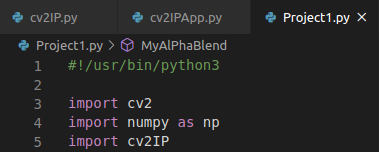 cv2IP.py cv2IPApp.py Project1.py ×
Project1.py > MyAlPhaBlend
1 #!/usr/bin/python3
2
3 import cv2
4 import numpy as np
5 import cv2IP